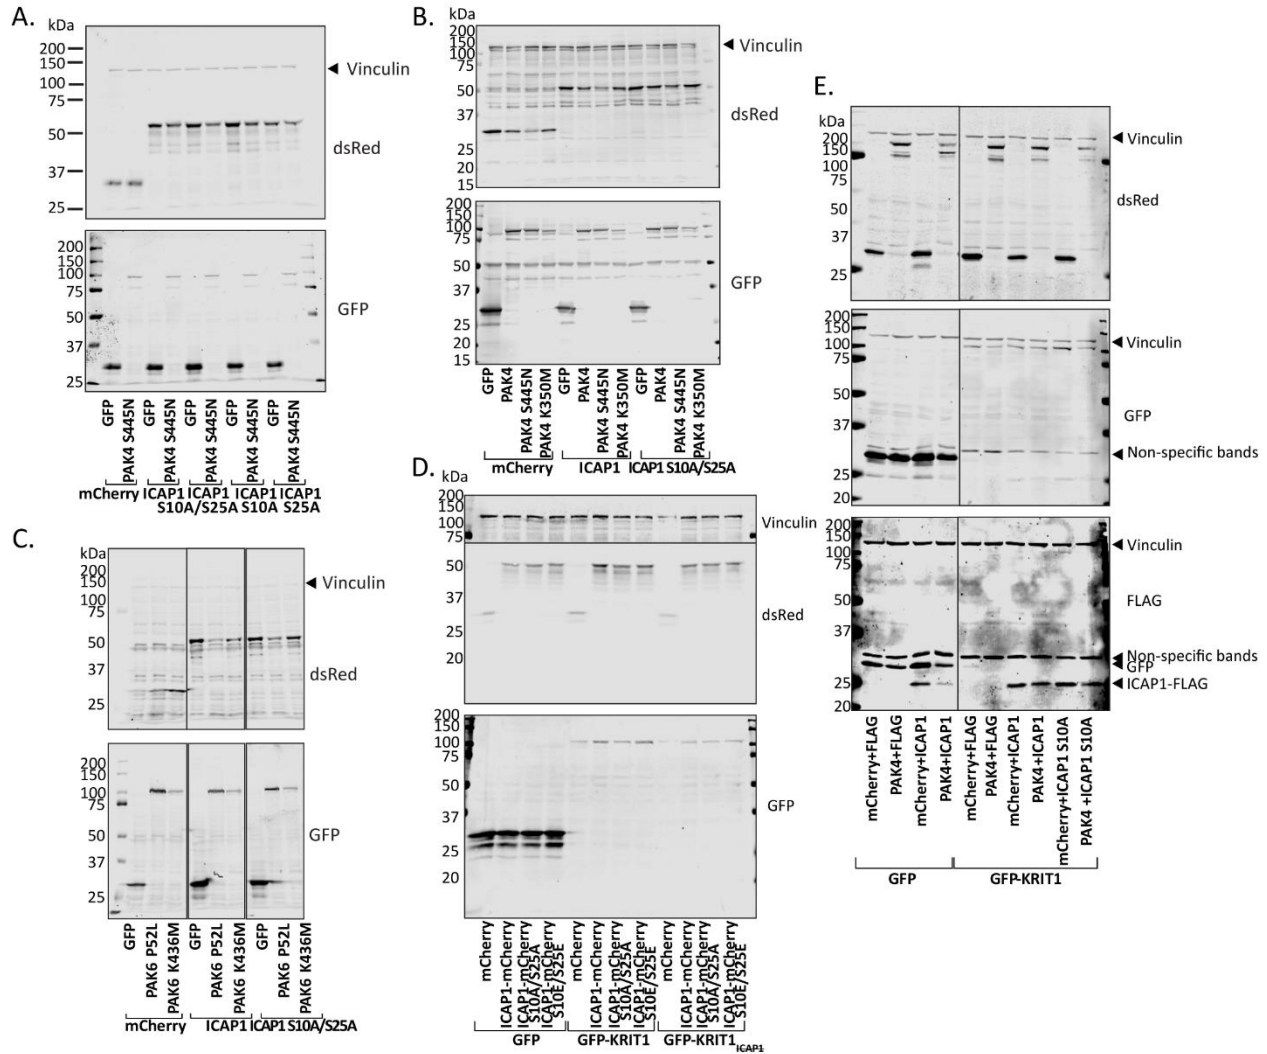 A.
kDa
200
150
100
75
50
37
25
Vinculin
dsRed
200
150
100
75
50
37
25
GFP
GFP
PAK4 S445N
GFP
PAK4 S445N
GFP
PAK4 S445N
GFP
PAK4 S445N
GFP
PAK4 S445N
mCherry ICAP1 ICAP1 ICAP1 ICAP1
S10A/S25A S10A S25A
B.
kDa
200
150
100
75
50
37
25
20
15
Vinculin
dsRed
200
150
100
75
50
37
25
20
15
GFP
GFP
PAK4
PAK4 S445N
PAK4 K350M
GFP
PAK4
PAK4 S445N
PAK4 K350M
GFP
PAK4
PAK4 S445N
PAK4 K350M
mCherry ICAP1 ICAP1 S10A/S25A
C.
kDa
200
150
100
75
50
37
25
Vinculin
dsRed
200
150
100
75
50
37
25
GFP
GFP
PAK6 P52L
PAK6 K436M
GFP
PAK6 P52L
PAK6 K436M
GFP
PAK6 P52L
PAK6 K436M
mCherry ICAP1 ICAP1 S10A/S25A
D.
kDa
200
150
100
75
Vinculin
50
37
25
20
dsRed
200
150
100
75
50
37
25
20
GFP
mCherry
ICAP1-mCherry
ICAP1-mCherry
S10A/S25A
ICAP1-mCherry
S10E/S25E
mCherry
ICAP1-mCherry
ICAP1-mCherry
S10A/S25A
ICAP1-mCherry
S10E/S25E
mCherry
ICAP1-mCherry
ICAP1-mCherry
S10A/S25A
ICAP1-mCherry
S10E/S25E
GFP GFP-KRIT1 GFP-KRIT1ICAP1
E.
kDa
200
150
100
50
37
25
Vinculin
dsRed
200
150
100
75
50
37
25
20
Vinculin
GFP
Non-specific bands
200
150
100
75
50
37
25
20
Vinculin
FLAG
Non-specific bands
GFP
ICAP1-FLAG
mCherry+FLAG
PAK4+FLAG
mCherry+ICAP1
PAK4+ICAP1
mCherry+FLAG
PAK4+FLAG
mCherry+ICAP1
PAK4+ICAP1
mCherry+ICAP1 S10A
PAK4 +ICAP1 S10A
GFP GFP-KRIT1